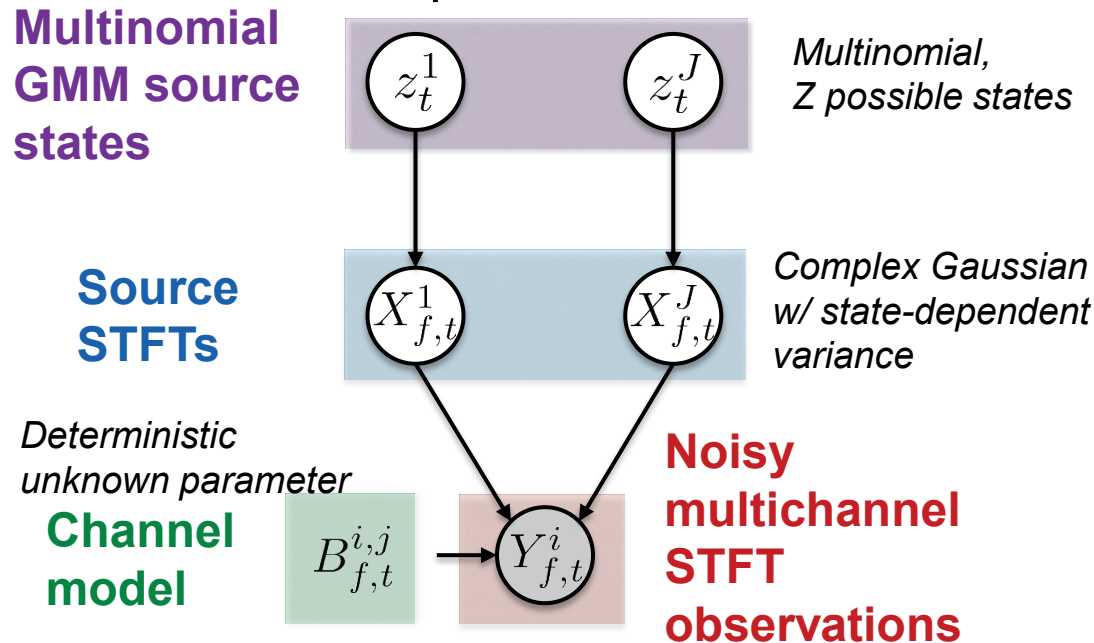 Multinomial
GMM source
states
z_t^1
z_t^J
Multinomial,
Z possible states
Source
STFTs
X_{f,t}^1
X_{f,t}^J
Complex Gaussian
w/ state-dependent
variance
Deterministic
unknown parameter
Channel
model
B_{f,t}^{i,j}
Y_{f,t}^i
Noisy
multichannel
STFT
observations